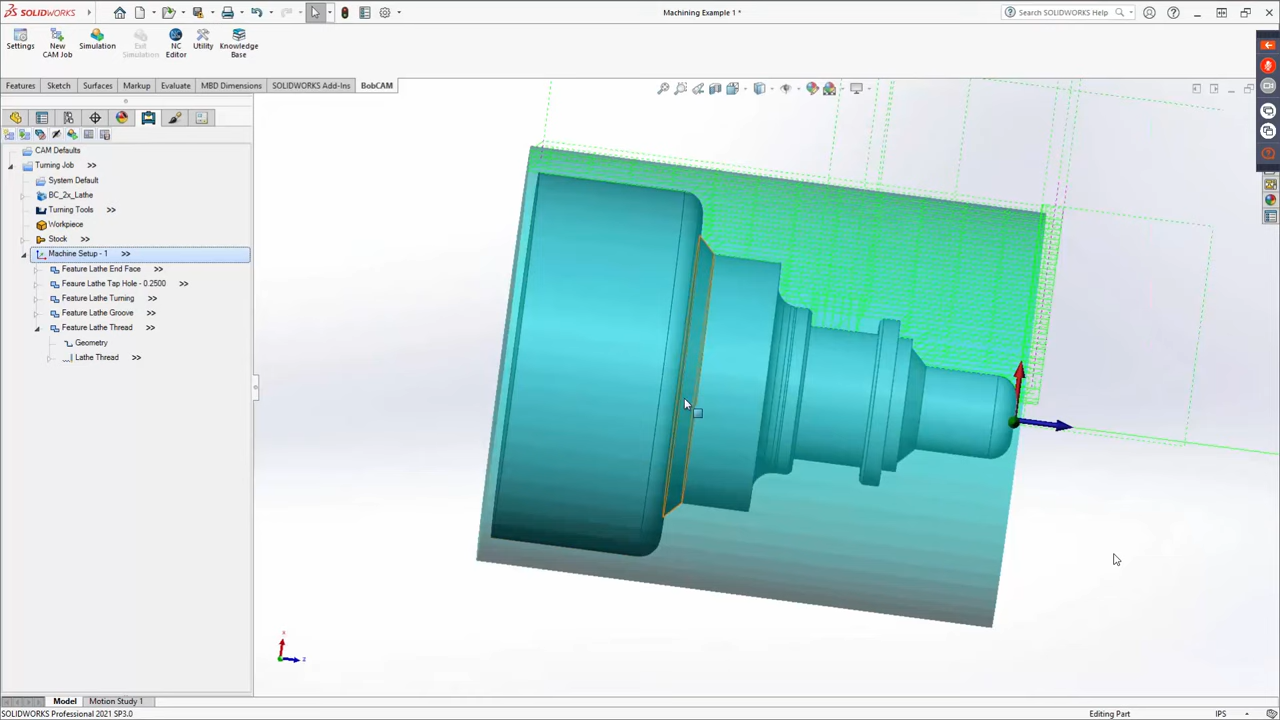 SOLIDWORKS
Machining Example 1 *
Search SOLIDWORKS Help
Settings
New CAM Job
Simulation
Exit Simulation
NC Editor
Utility
Knowledge Base
Features
Sketch
Surfaces
Markup
Evaluate
MBD Dimensions
SOLIDWORKS Add-Ins
BobCAM
CAM Defaults
Turning Job >>
System Default
BC_2x_Lathe
Turning Tools >>
Workpiece
Stock >>
Machine Setup - 1 >>
Feature Lathe End Face >>
Feaure Lathe Tap Hole - 0.2500 >>
Feature Lathe Turning >>
Feature Lathe Groove >>
Feature Lathe Thread >>
Geometry
Lathe Thread >>
x
z
Model
Motion Study 1
SOLIDWORKS Professional 2021 SP3.0
Editing Part
IPS